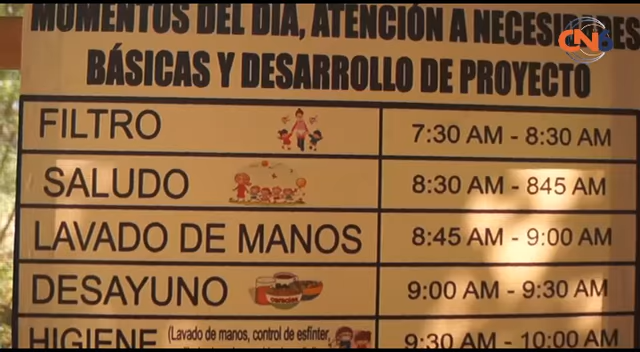 MOMENTOS DEL DÍA, ATENCIÓN A NECESIDADES
BÁSICAS Y DESARROLLO DE PROYECTO
CN6
FILTRO 7:30 AM - 8:30 AM
SALUDO 8:30 AM - 845 AM
LAVADO DE MANOS 8:45 AM - 9:00 AM
DESAYUNO 9:00 AM - 9:30 AM
HIGIENE (Lavado de manos, control de esfinter, 9:30 AM - 10:00 AM